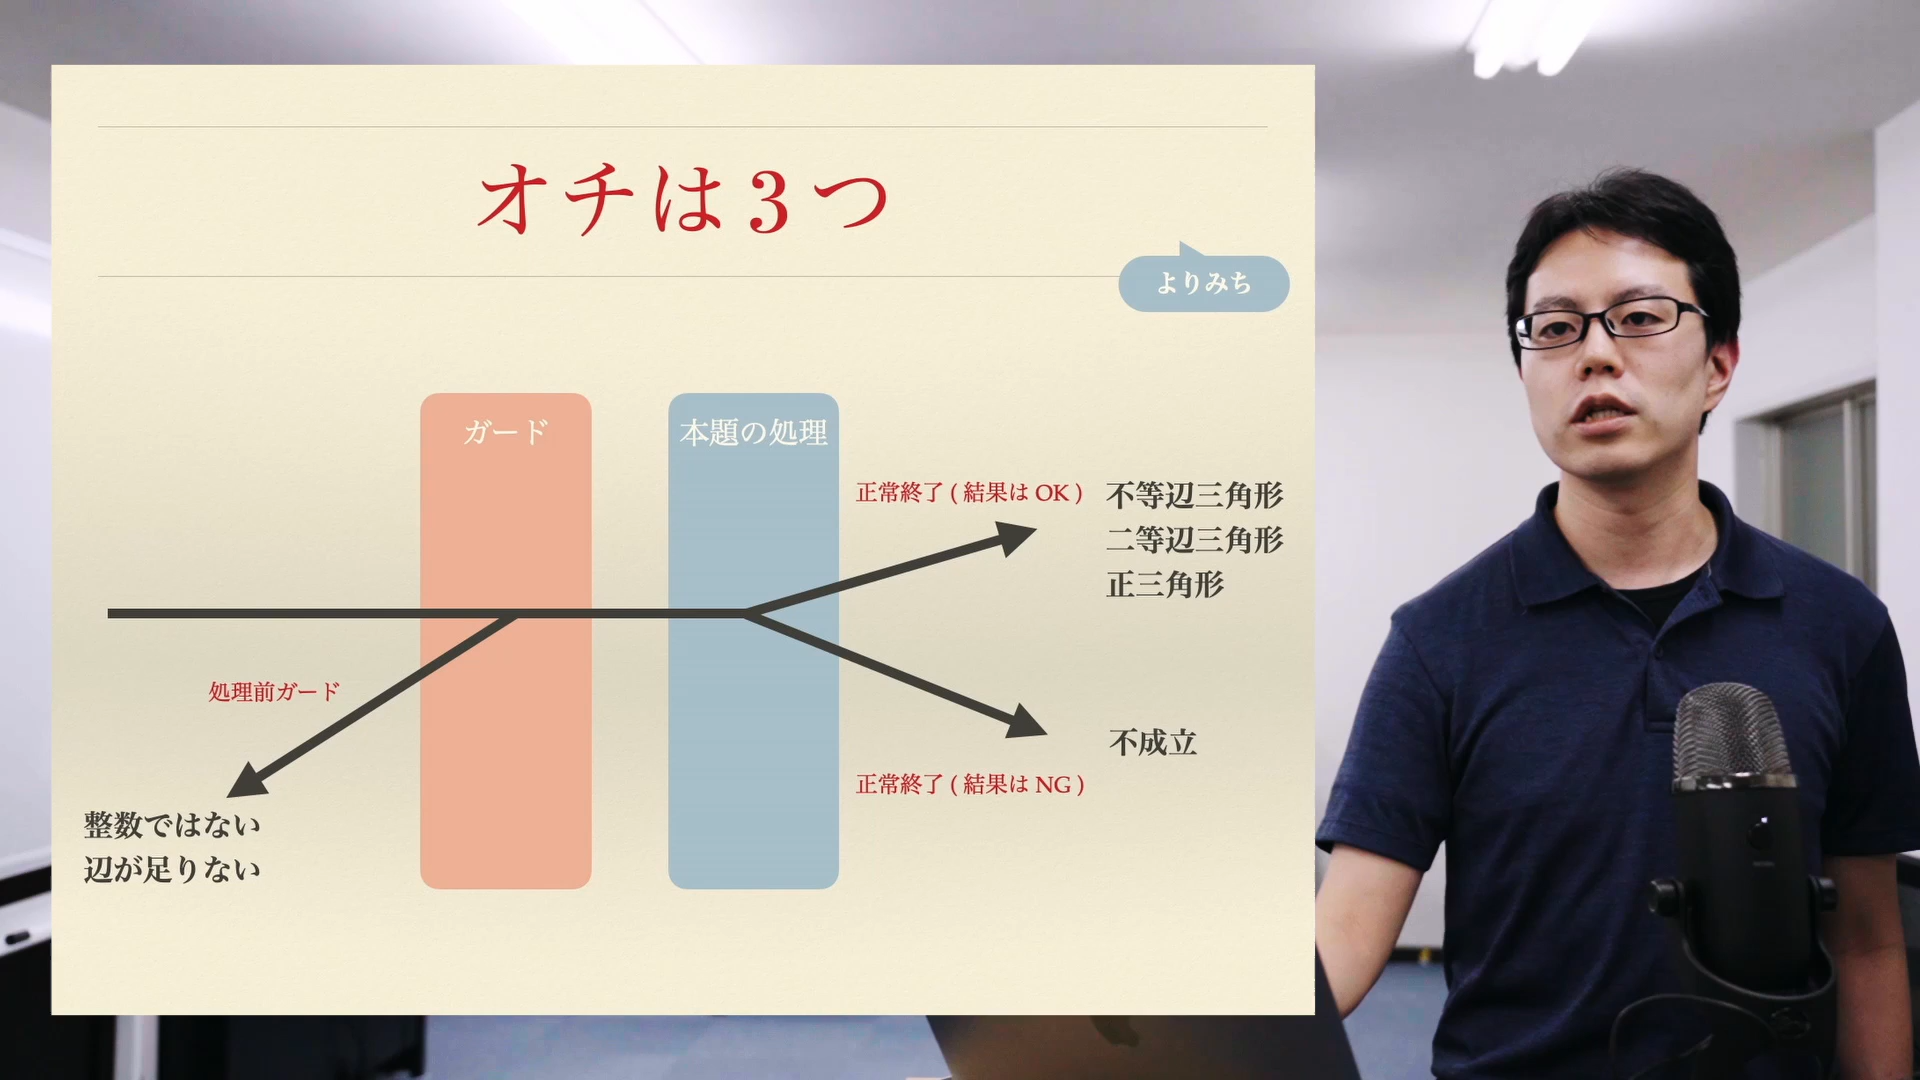 オチは3つ
よりみち
ガード
本題の処理
正常終了 ( 結果は OK )
不等辺三角形
二等辺三角形
正三角形
処理前ガード
不成立
正常終了 ( 結果は NG )
整数ではない
辺が足りない